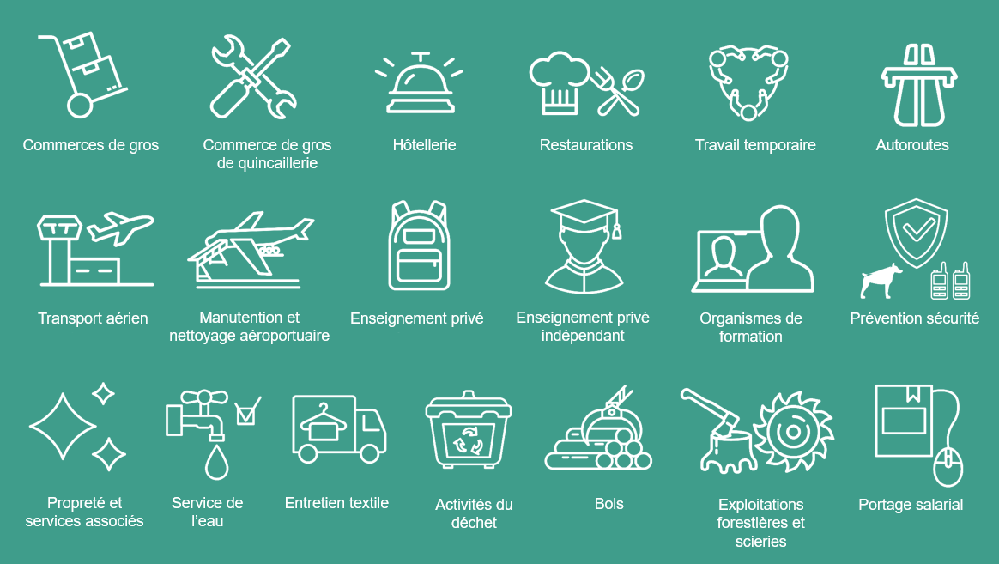 Commerces de gros
Commerce de gros
de quincaillerie
Hôtellerie
Restaurations
Travail temporaire
Autoroutes
Transport aérien
Manutention et
nettoyage aéroportuaire
Enseignement privé
Enseignement privé
indépendant
Organismes de
formation
Prévention sécurité
Propreté et
services associés
Service de
l'eau
Entretien textile
Activités du
déchet
Bois
Exploitations
forestières et
scieries
Portage salarial